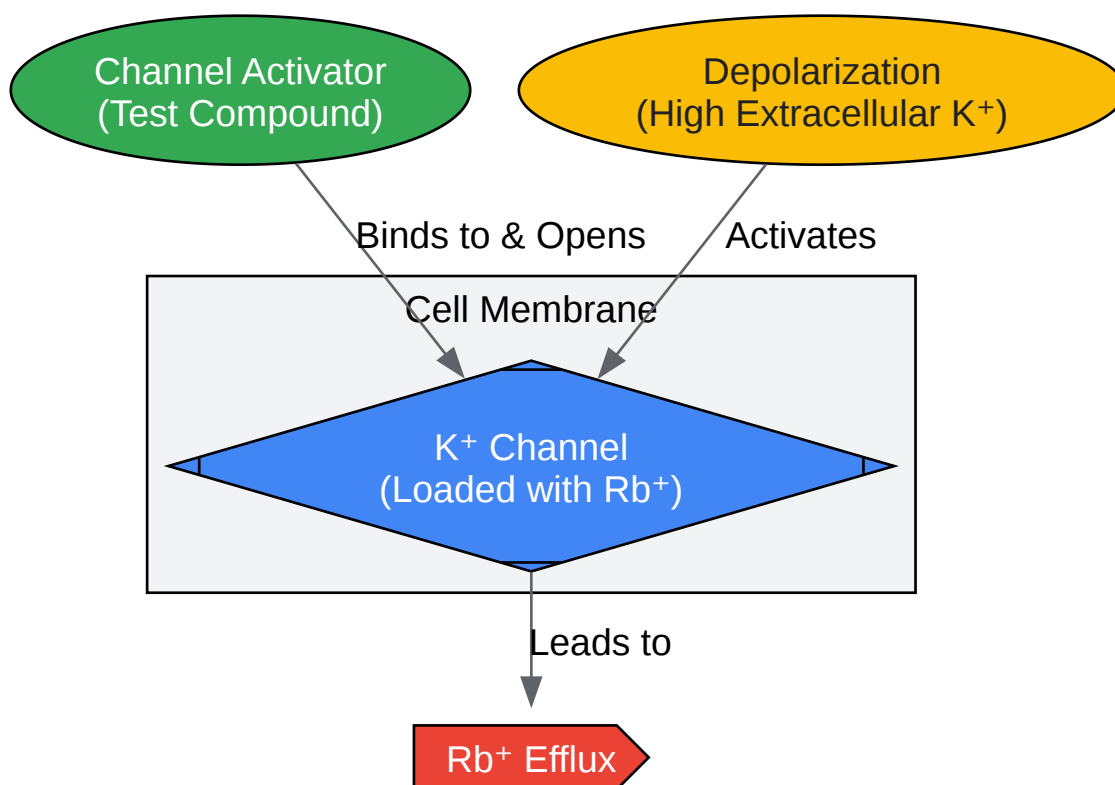 Channel Activator
(Test Compound)
Depolarization
(High Extracellular K⁺)
Binds to & Opens
Activates
Cell Membrane
K⁺ Channel
(Loaded with Rb⁺)
Leads to
Rb⁺ Efflux